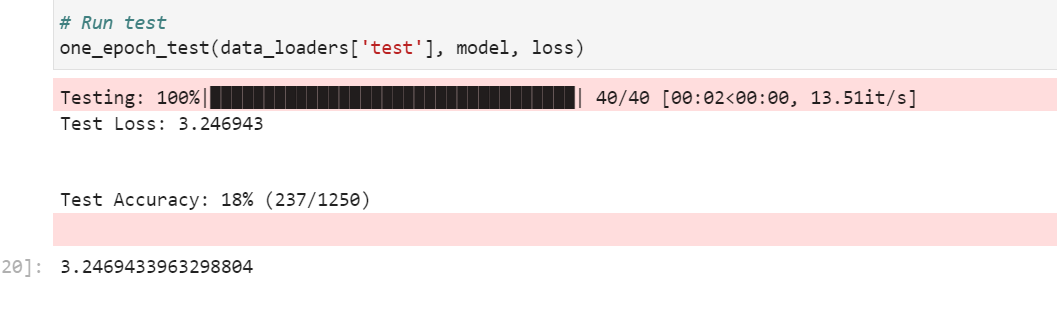 # Run test
one_epoch_test(data_loaders['test'], model, loss)
Testing: 100%|██████████████████████████████████| 40/40 [00:02<00:00, 13.51it/s]
Test Loss: 3.246943
Test Accuracy: 18% (237/1250)
20]: 3.2469433963298804